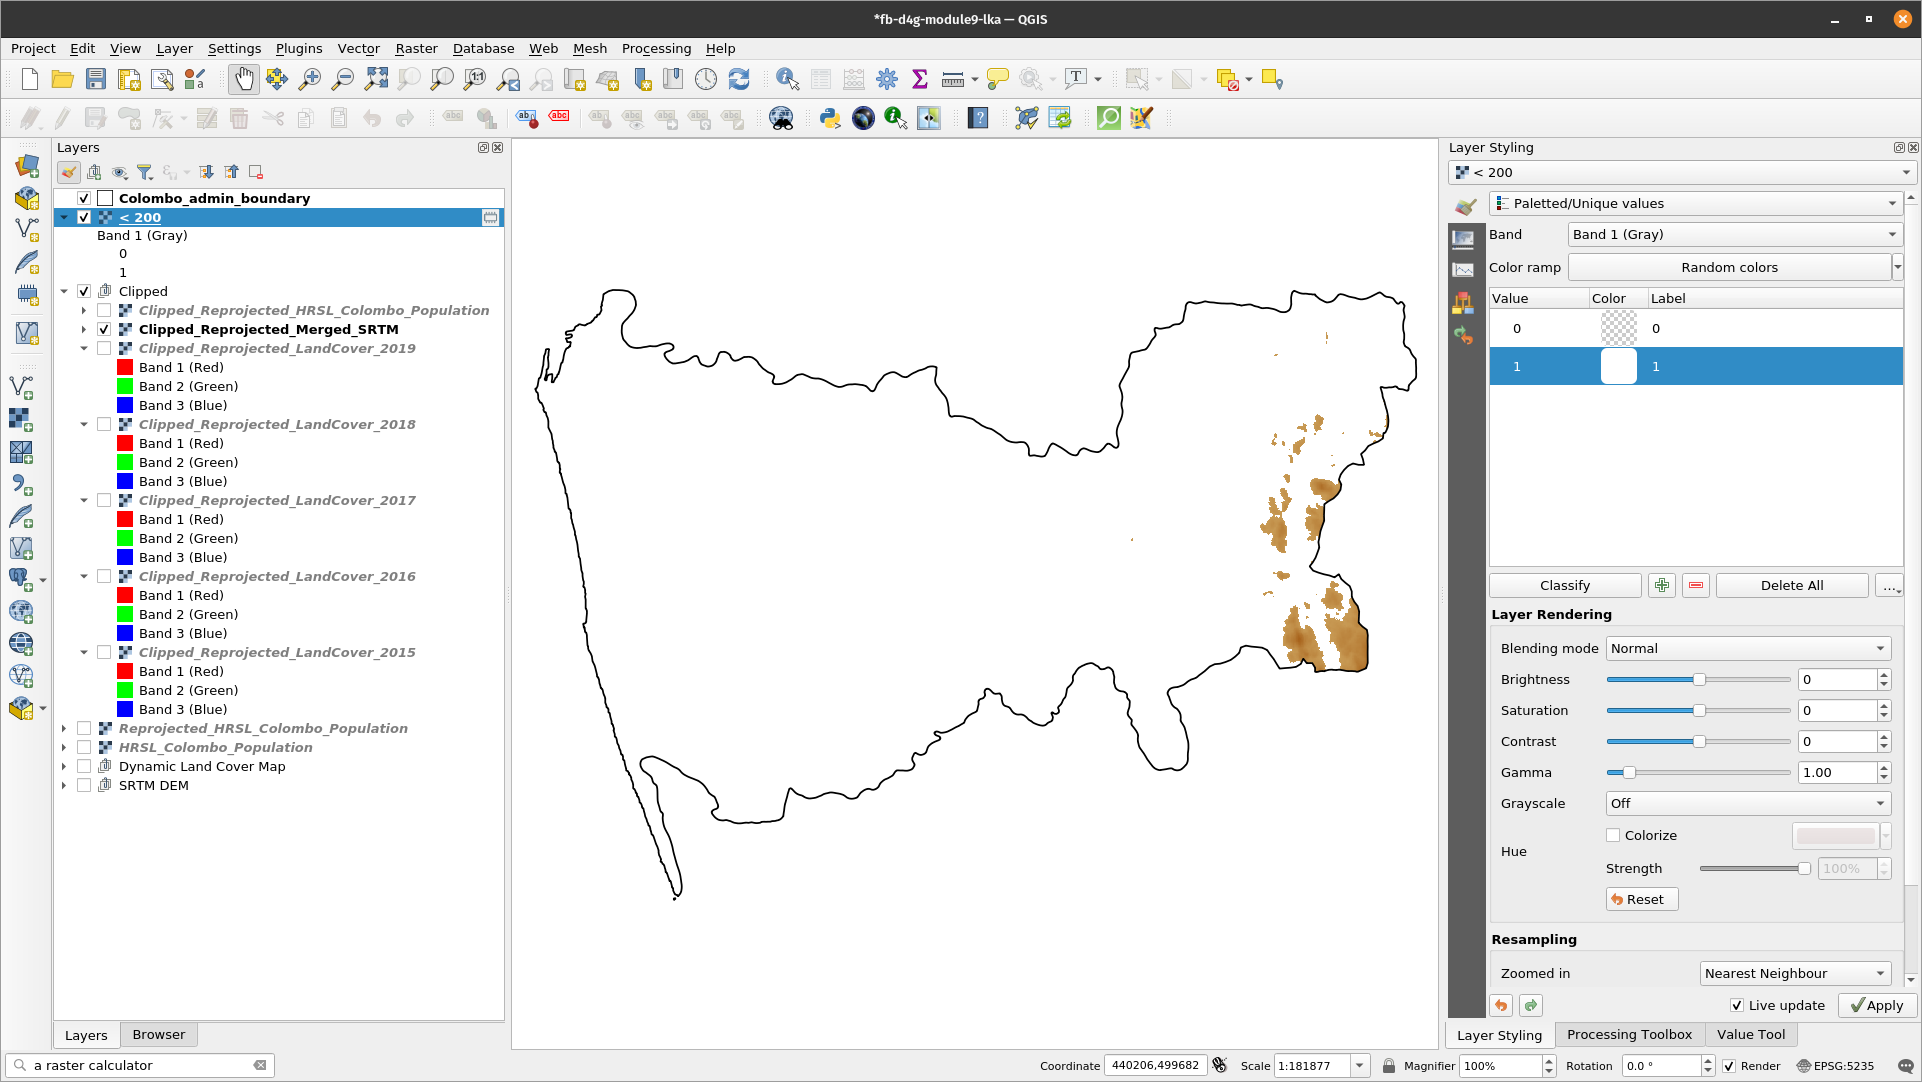 *fb-d4g-module9-lka — QGIS
Project Edit View Layer Settings Plugins Vector Raster Database Web Mesh Processing Help
Layers
Colombo_admin_boundary
< 200
Band 1 (Gray)
0
1
Clipped
Clipped_Reprojected_HRSL_Colombo_Population
Clipped_Reprojected_Merged_SRTM
Clipped_Reprojected_LandCover_2019
Band 1 (Red)
Band 2 (Green)
Band 3 (Blue)
Clipped_Reprojected_LandCover_2018
Band 1 (Red)
Band 2 (Green)
Band 3 (Blue)
Clipped_Reprojected_LandCover_2017
Band 1 (Red)
Band 2 (Green)
Band 3 (Blue)
Clipped_Reprojected_LandCover_2016
Band 1 (Red)
Band 2 (Green)
Band 3 (Blue)
Clipped_Reprojected_LandCover_2015
Band 1 (Red)
Band 2 (Green)
Band 3 (Blue)
Reprojected_HRSL_Colombo_Population
HRSL_Colombo_Population
Dynamic Land Cover Map
SRTM DEM
Layers Browser
Layer Styling
< 200
Paletted/Unique values
Band Band 1 (Gray)
Color ramp Random colors
Value Color Label
0 0
1 1
Classify Delete All ...
Layer Rendering
Blending mode Normal
Brightness 0
Saturation 0
Contrast 0
Gamma 1.00
Grayscale Off
Hue Colorize
Strength 100%
Reset
Resampling
Zoomed in Nearest Neighbour
Live update Apply
Layer Styling Processing Toolbox Value Tool
a raster calculator Coordinate 440206,499682 Scale 1:181877 Magnifier 100% Rotation 0.0 ° Render EPSG:5235